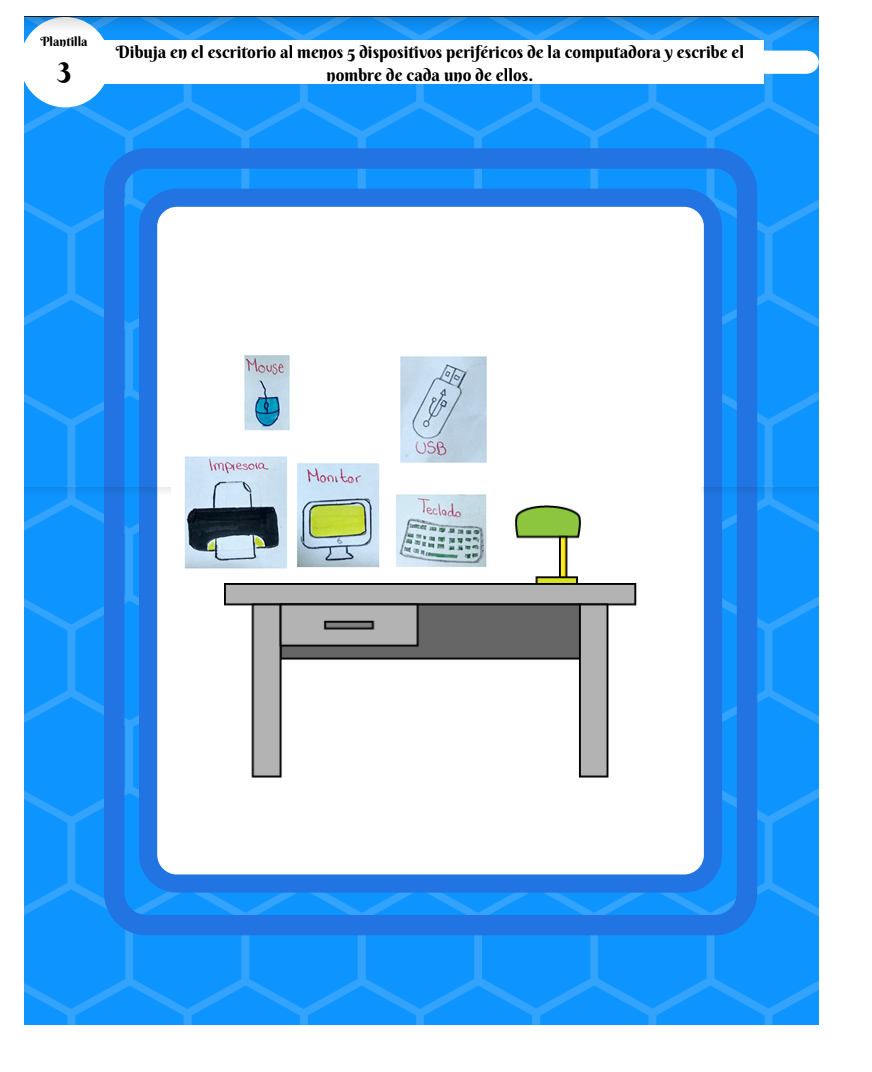 Plantilla
3
Dibuja en el escritorio al menos 5 dispositivos periféricos de la computadora y escribe el
nombre de cada uno de ellos.
Mouse
USB
Impresora
Monitor
Teclado